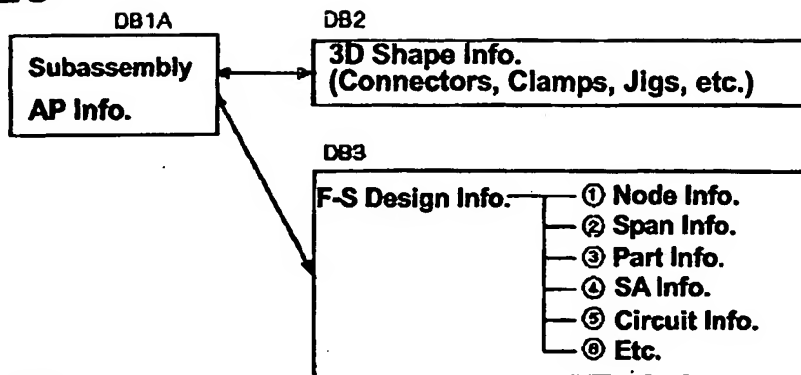 DB1A
Subassembly
AP Info.
DB2
3D Shape Info.
(Connectors, Clamps, Jigs, etc.)
DB3
F-S Design Info.
① Node Info.
② Span Info.
③ Part Info.
④ SA Info.
⑤ Circuit Info.
⑥ Etc.